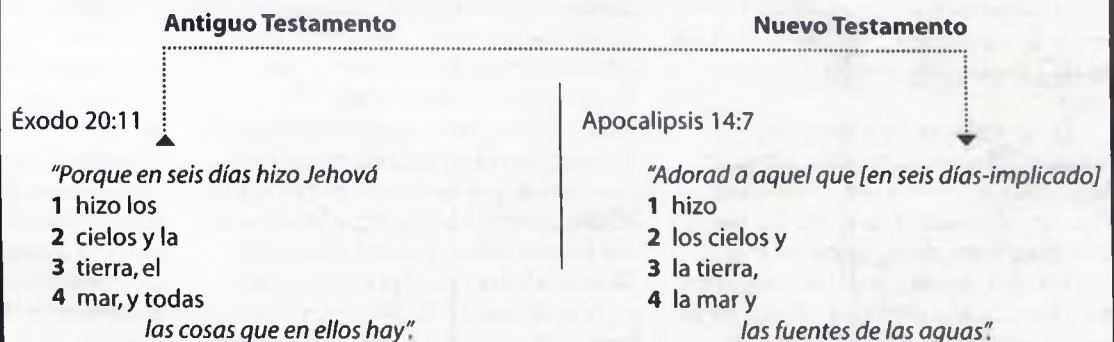 Antiguo Testamento
Nuevo Testamento
Éxodo 20:11
"Porque en seis días hizo Jehová
1 hizo los
2 cielos y la
3 tierra, el
4 mar, y todas
las cosas que en ellos hay".
Apocalipsis 14:7
"Adorad a aquel que [en seis días-implicado]
1 hizo
2 los cielos y
3 la tierra,
4 la mar y
las fuentes de las aguas".